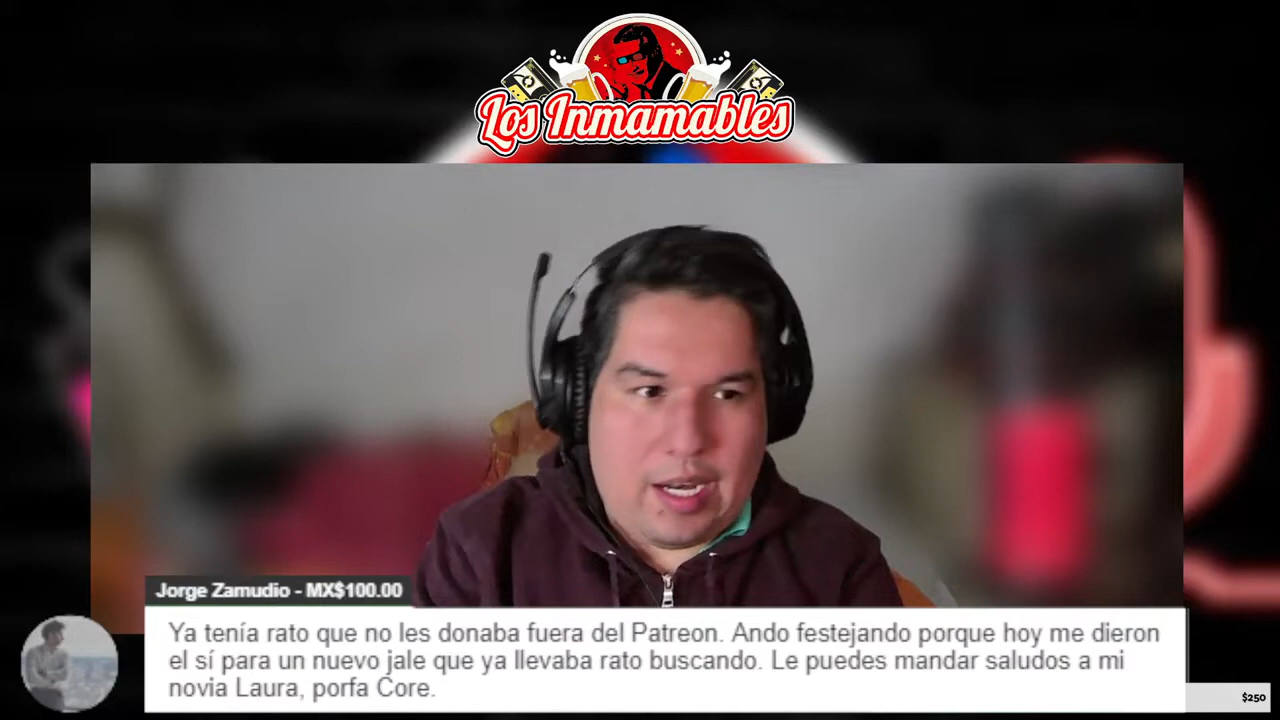 Los Inmamables
Jorge Zamudio - MX$100.00
Ya tenía rato que no les donaba fuera del Patreon. Ando festejando porque hoy me dieron
el sí para un nuevo jale que ya llevaba rato buscando. Le puedes mandar saludos a mi
novia Laura, porfa Core.
$250